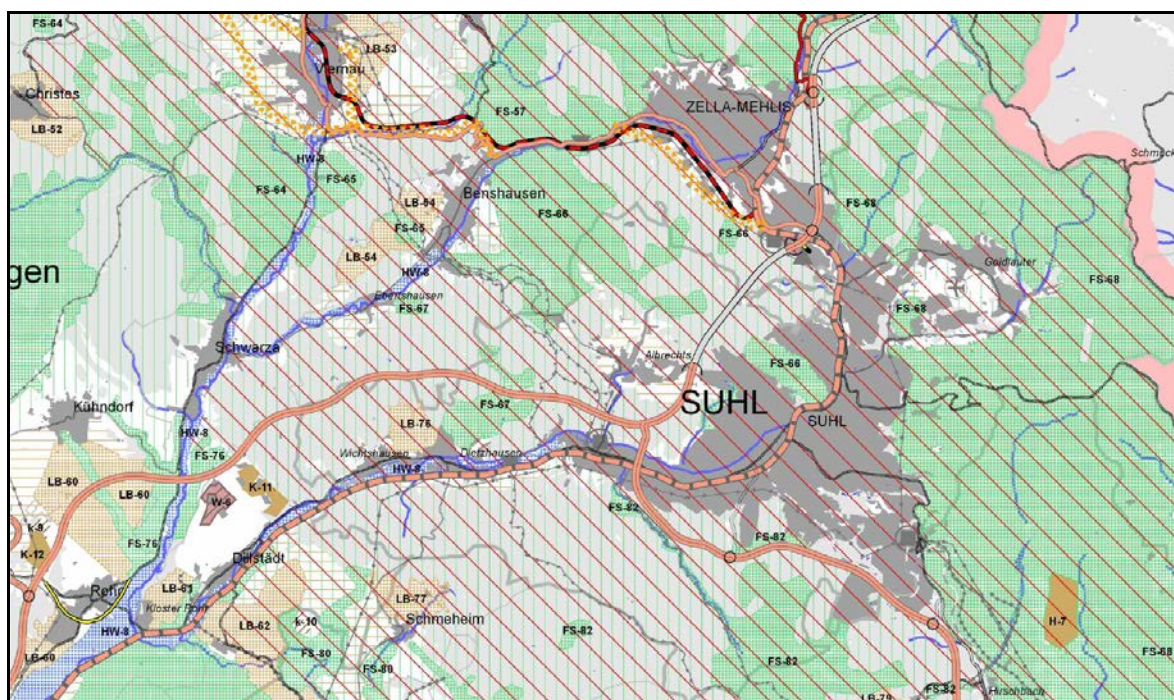 FS-64
LB-53
Viernau
Christes
LB-52
FS-57
ZELLA-MEHLIS
HW-8
FS-64
FS-65
Benshausen
LB-54
FS-65
FS-66
FS-66
FS-68
Schmück
LB-54
HW-8
Goldlauter
gen
Ebertshausen
FS-67
FS-68
FS-68
Schwarza
Albrechts
FS-66
Kühndorf
FS-67
SUHL
SUHL
LB-76
HW-8
FS-76
Wichtshausen
Dietzhausen
HW-8
LB-60
LB-60
K-11
W-6
FS-82
k-9
K-12
FS-76
Dillstädt
FS-82
Rohr
LB-61
Kloster Rohr
LB-77
HW-8
LB-62
k-10
Schmeheim
H-7
LB-60
FS-80
FS-80
FS-82
FS-82
FS-68
FS-82
LB-79
Hirschbach